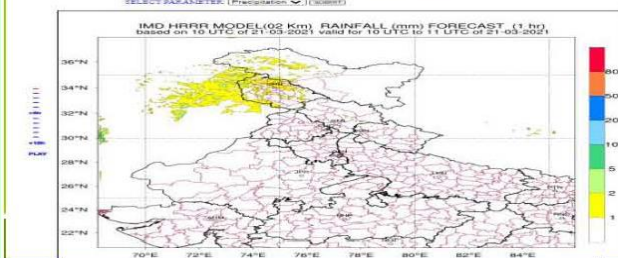 SELECT PARAMETER Precipitation SUBMIT
IMD HRRR MODEL(02 Km) RAINFALL (mm) FORECAST (1 hr)
based on 10 UTC of 21-03-2021 valid for 10 UTC to 11 UTC of 21-03-2021
36°N
34°N
32°N
30°N
28°N
26°N
24°N
22°N
80
50
20
10
5
2
1
PLAY
70°E
72°E
74°E
76°E
78°E
80°E
82°E
84°E